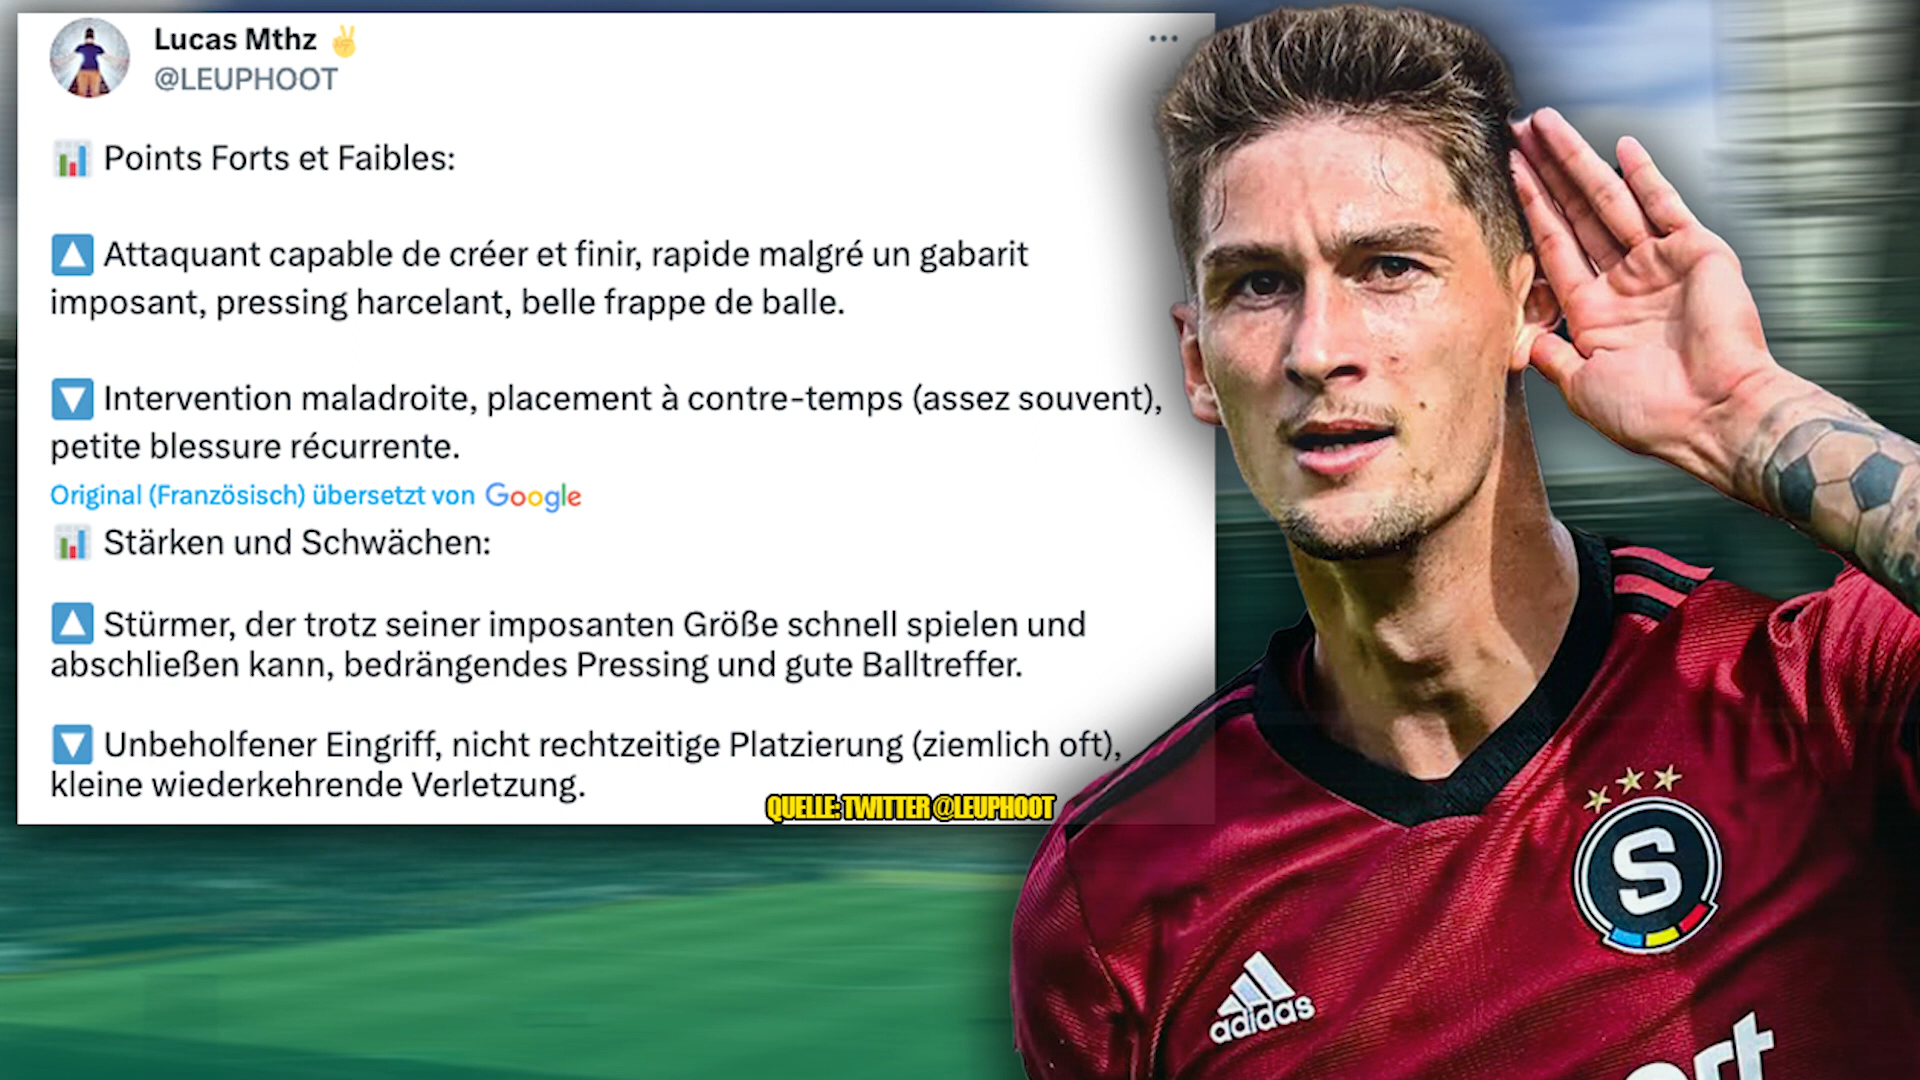 Lucas Mthz ✌
@LEUPHOOT
Points Forts et Faibles:
Attaquant capable de créer et finir, rapide malgré un gabarit
imposant, pressing harcelant, belle frappe de balle.
Intervention maladroite, placement à contre-temps (assez souvent),
petite blessure récurrente.
Original (Französisch) übersetzt von Google
Stärken und Schwächen:
Stürmer, der trotz seiner imposanten Größe schnell spielen und
abschließen kann, bedrängendes Pressing und gute Balltreffer.
Unbeholfener Eingriff, nicht rechtzeitige Platzierung (ziemlich oft),
kleine wiederkehrende Verletzung.
QUELLE: TWITTER @LEUPHOOT
S
adidas